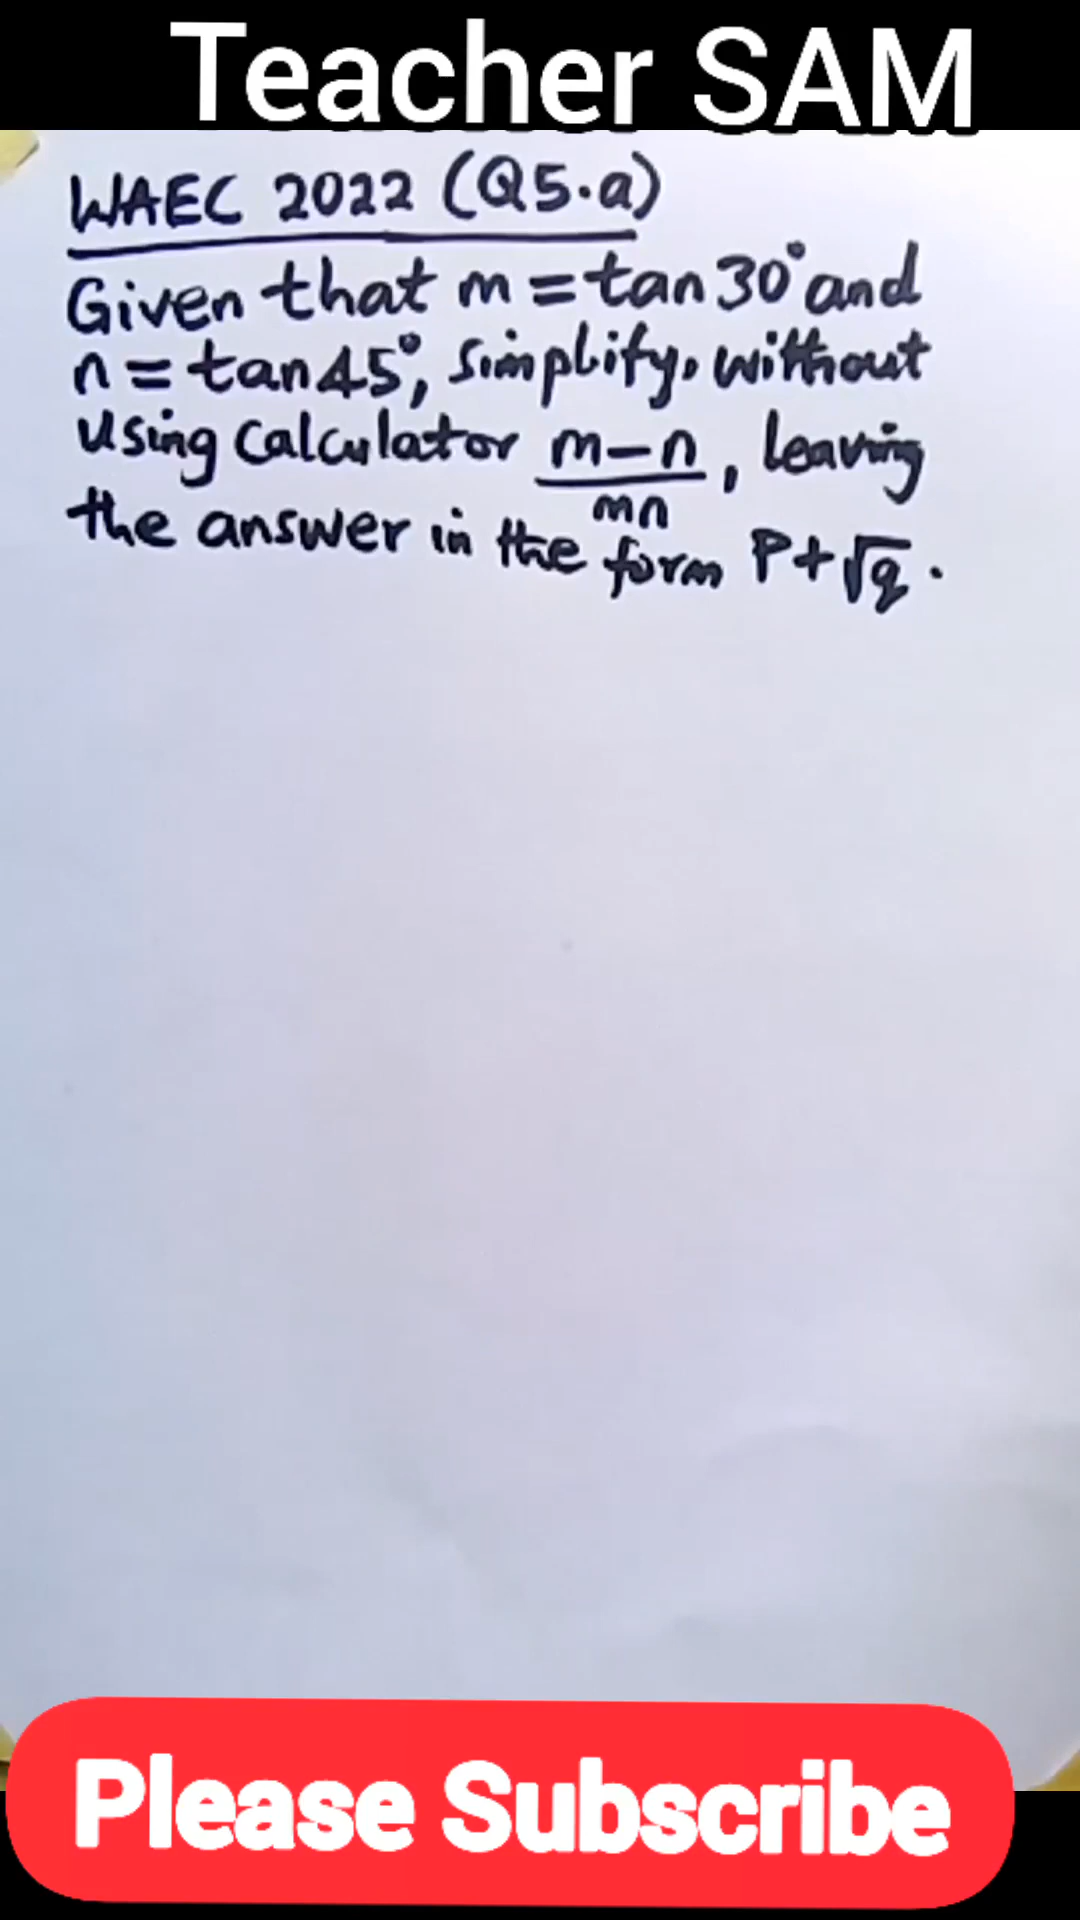 Teacher SAM
WAEC 2022 (Q5.a)
Given that m = tan 30° and
n = tan 45°, Simplify, without
Using Calculator m-n/mn, leaving
the answer in the form P+√q.
Please Subscribe